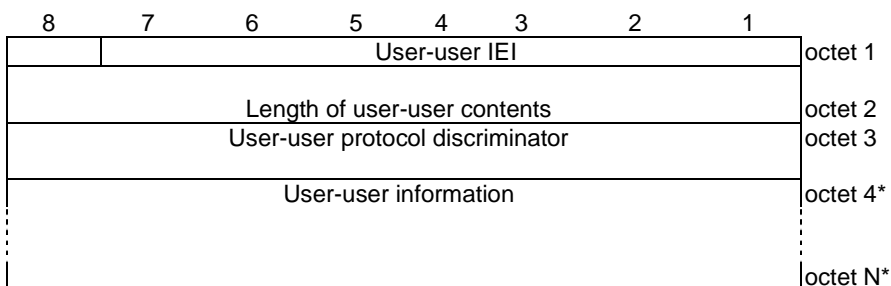 8 7 6 5 4 3 2 1
User-user IEI octet 1
Length of user-user contents octet 2
User-user protocol discriminator octet 3
User-user information octet 4*
octet N*